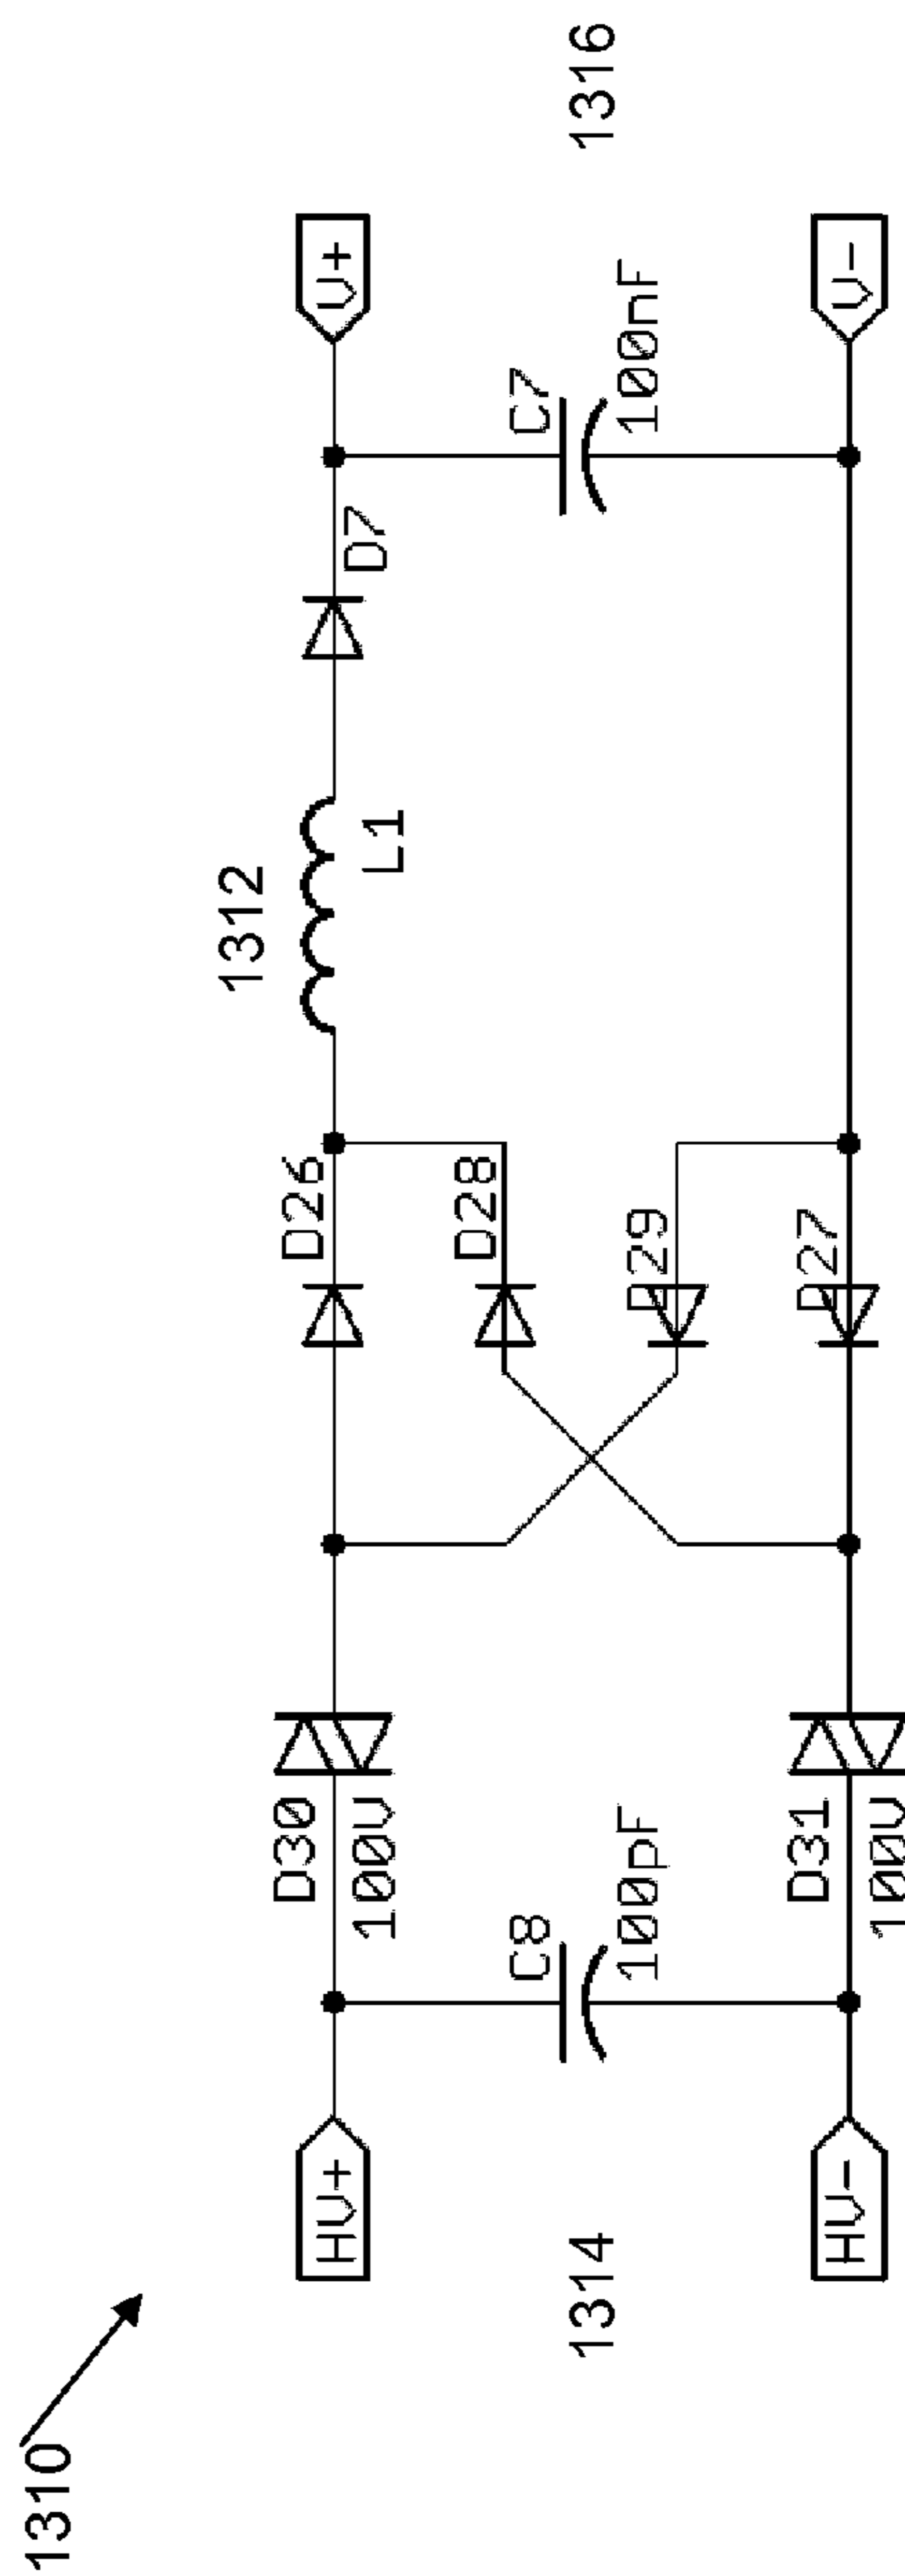 1310
1314
1312
1316
HV+
HV-
C8
100pF
D30
100V
D31
100V
D26
D28
D29
D27
L1
D7
C7
100nF
V+
V-